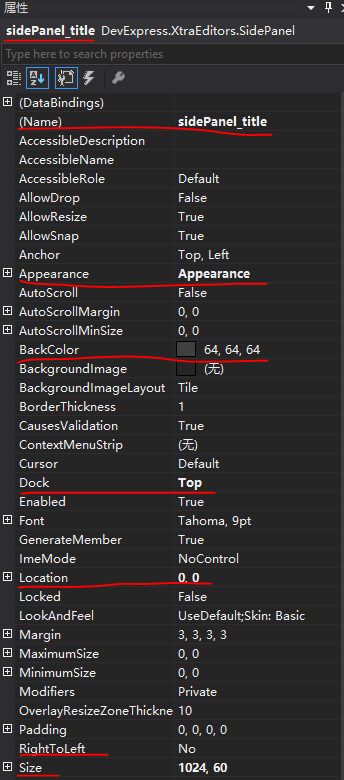 属性
sidePanel_title DevExpress.XtraEditors.SidePanel
Type here to search properties
(DataBindings)
(Name) sidePanel_title
AccessibleDescription
AccessibleName
AccessibleRole Default
AllowDrop False
AllowResize True
AllowSnap True
Anchor Top, Left
Appearance Appearance
AutoScroll False
AutoScrollMargin 0, 0
AutoScrollMinSize 0, 0
BackColor 64, 64, 64
BackgroundImage (无)
BackgroundImageLayout Tile
BorderThickness 1
CausesValidation True
ContextMenuStrip (无)
Cursor Default
Dock Top
Enabled True
Font Tahoma, 9pt
GenerateMember True
ImeMode NoControl
Location 0, 0
Locked False
LookAndFeel UseDefault;Skin: Basic
Margin 3, 3, 3, 3
MaximumSize 0, 0
MinimumSize 0, 0
Modifiers Private
OverlayResizeZoneThickne 10
Padding 0, 0, 0, 0
RightToLeft No
Size 1024, 60